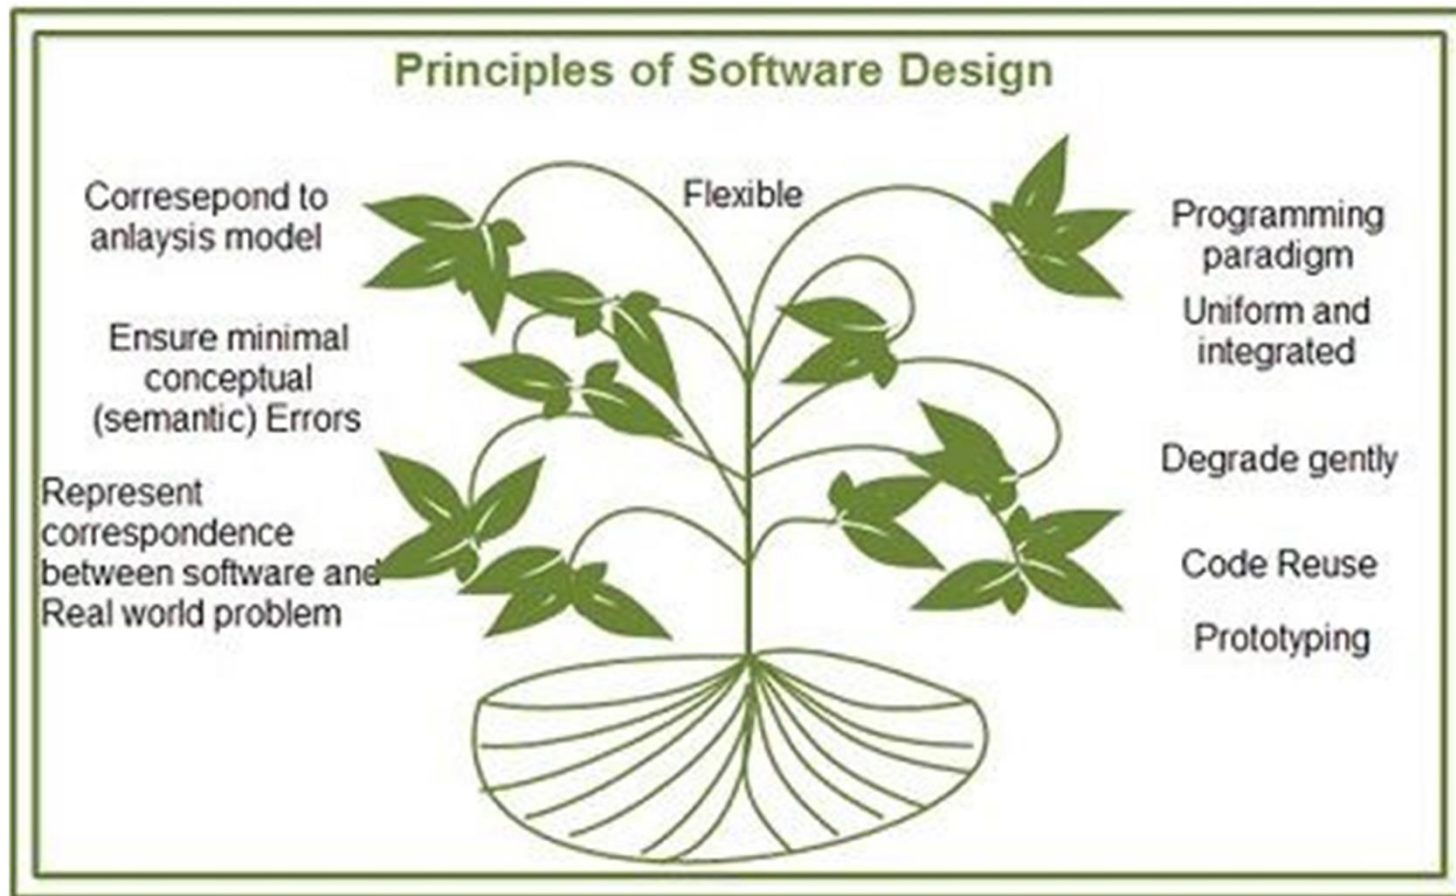 Principles of Software Design
Corresepond to
anlaysis model
Flexible
Programming
paradigm
Ensure minimal
conceptual
(semantic) Errors
Uniform and
integrated
Represent
correspondence
between software and
Real world problem
Degrade gently
Code Reuse
Prototyping